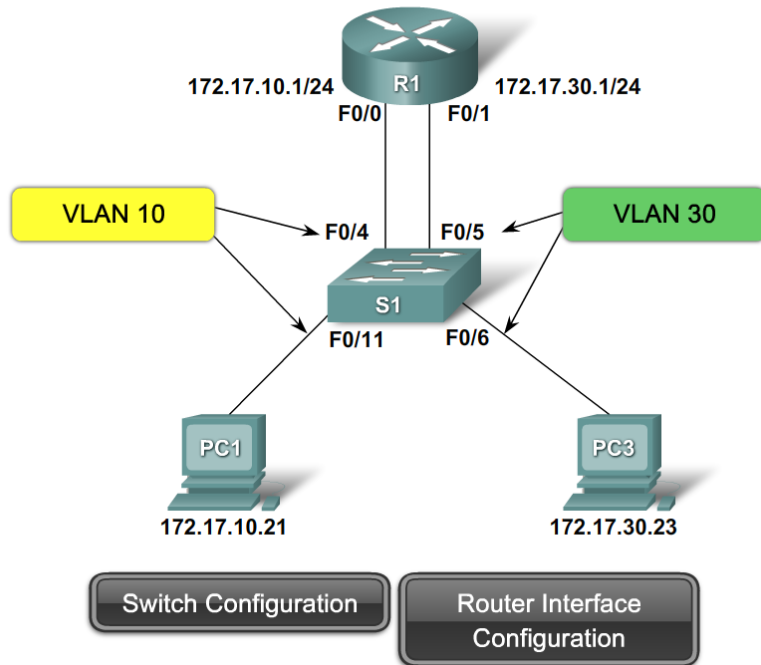 R1
172.17.10.1/24
172.17.30.1/24
F0/0
F0/1
VLAN 10
VLAN 30
F0/4
F0/5
S1
F0/11
F0/6
PC1
PC3
172.17.10.21
172.17.30.23
Switch Configuration
Router Interface
Configuration